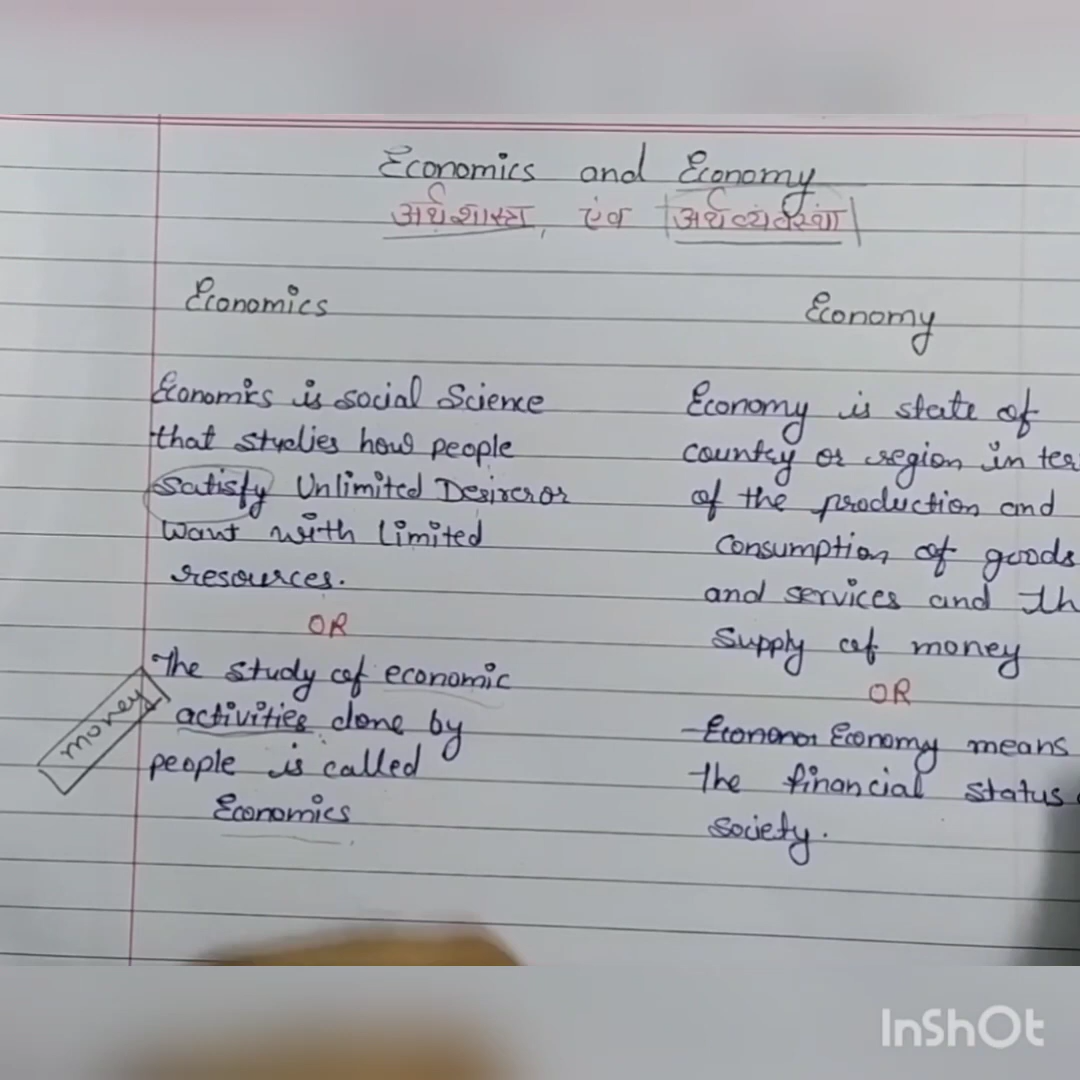 Economics and Economy
अर्थशास्त्र, एंव अर्थव्यंवस्था
Economics
Economics is social Science
that studies how people
satisfy Unlimited Desires or
want with limited
resources.
OR
The study of economic
activities done by
people is called
Economics
money
Economy
Economy is state of
country or region in ter
of the production and
consumption of goods
and services and th
supply of money
OR
Economy means
the financial status
society.
InShOt